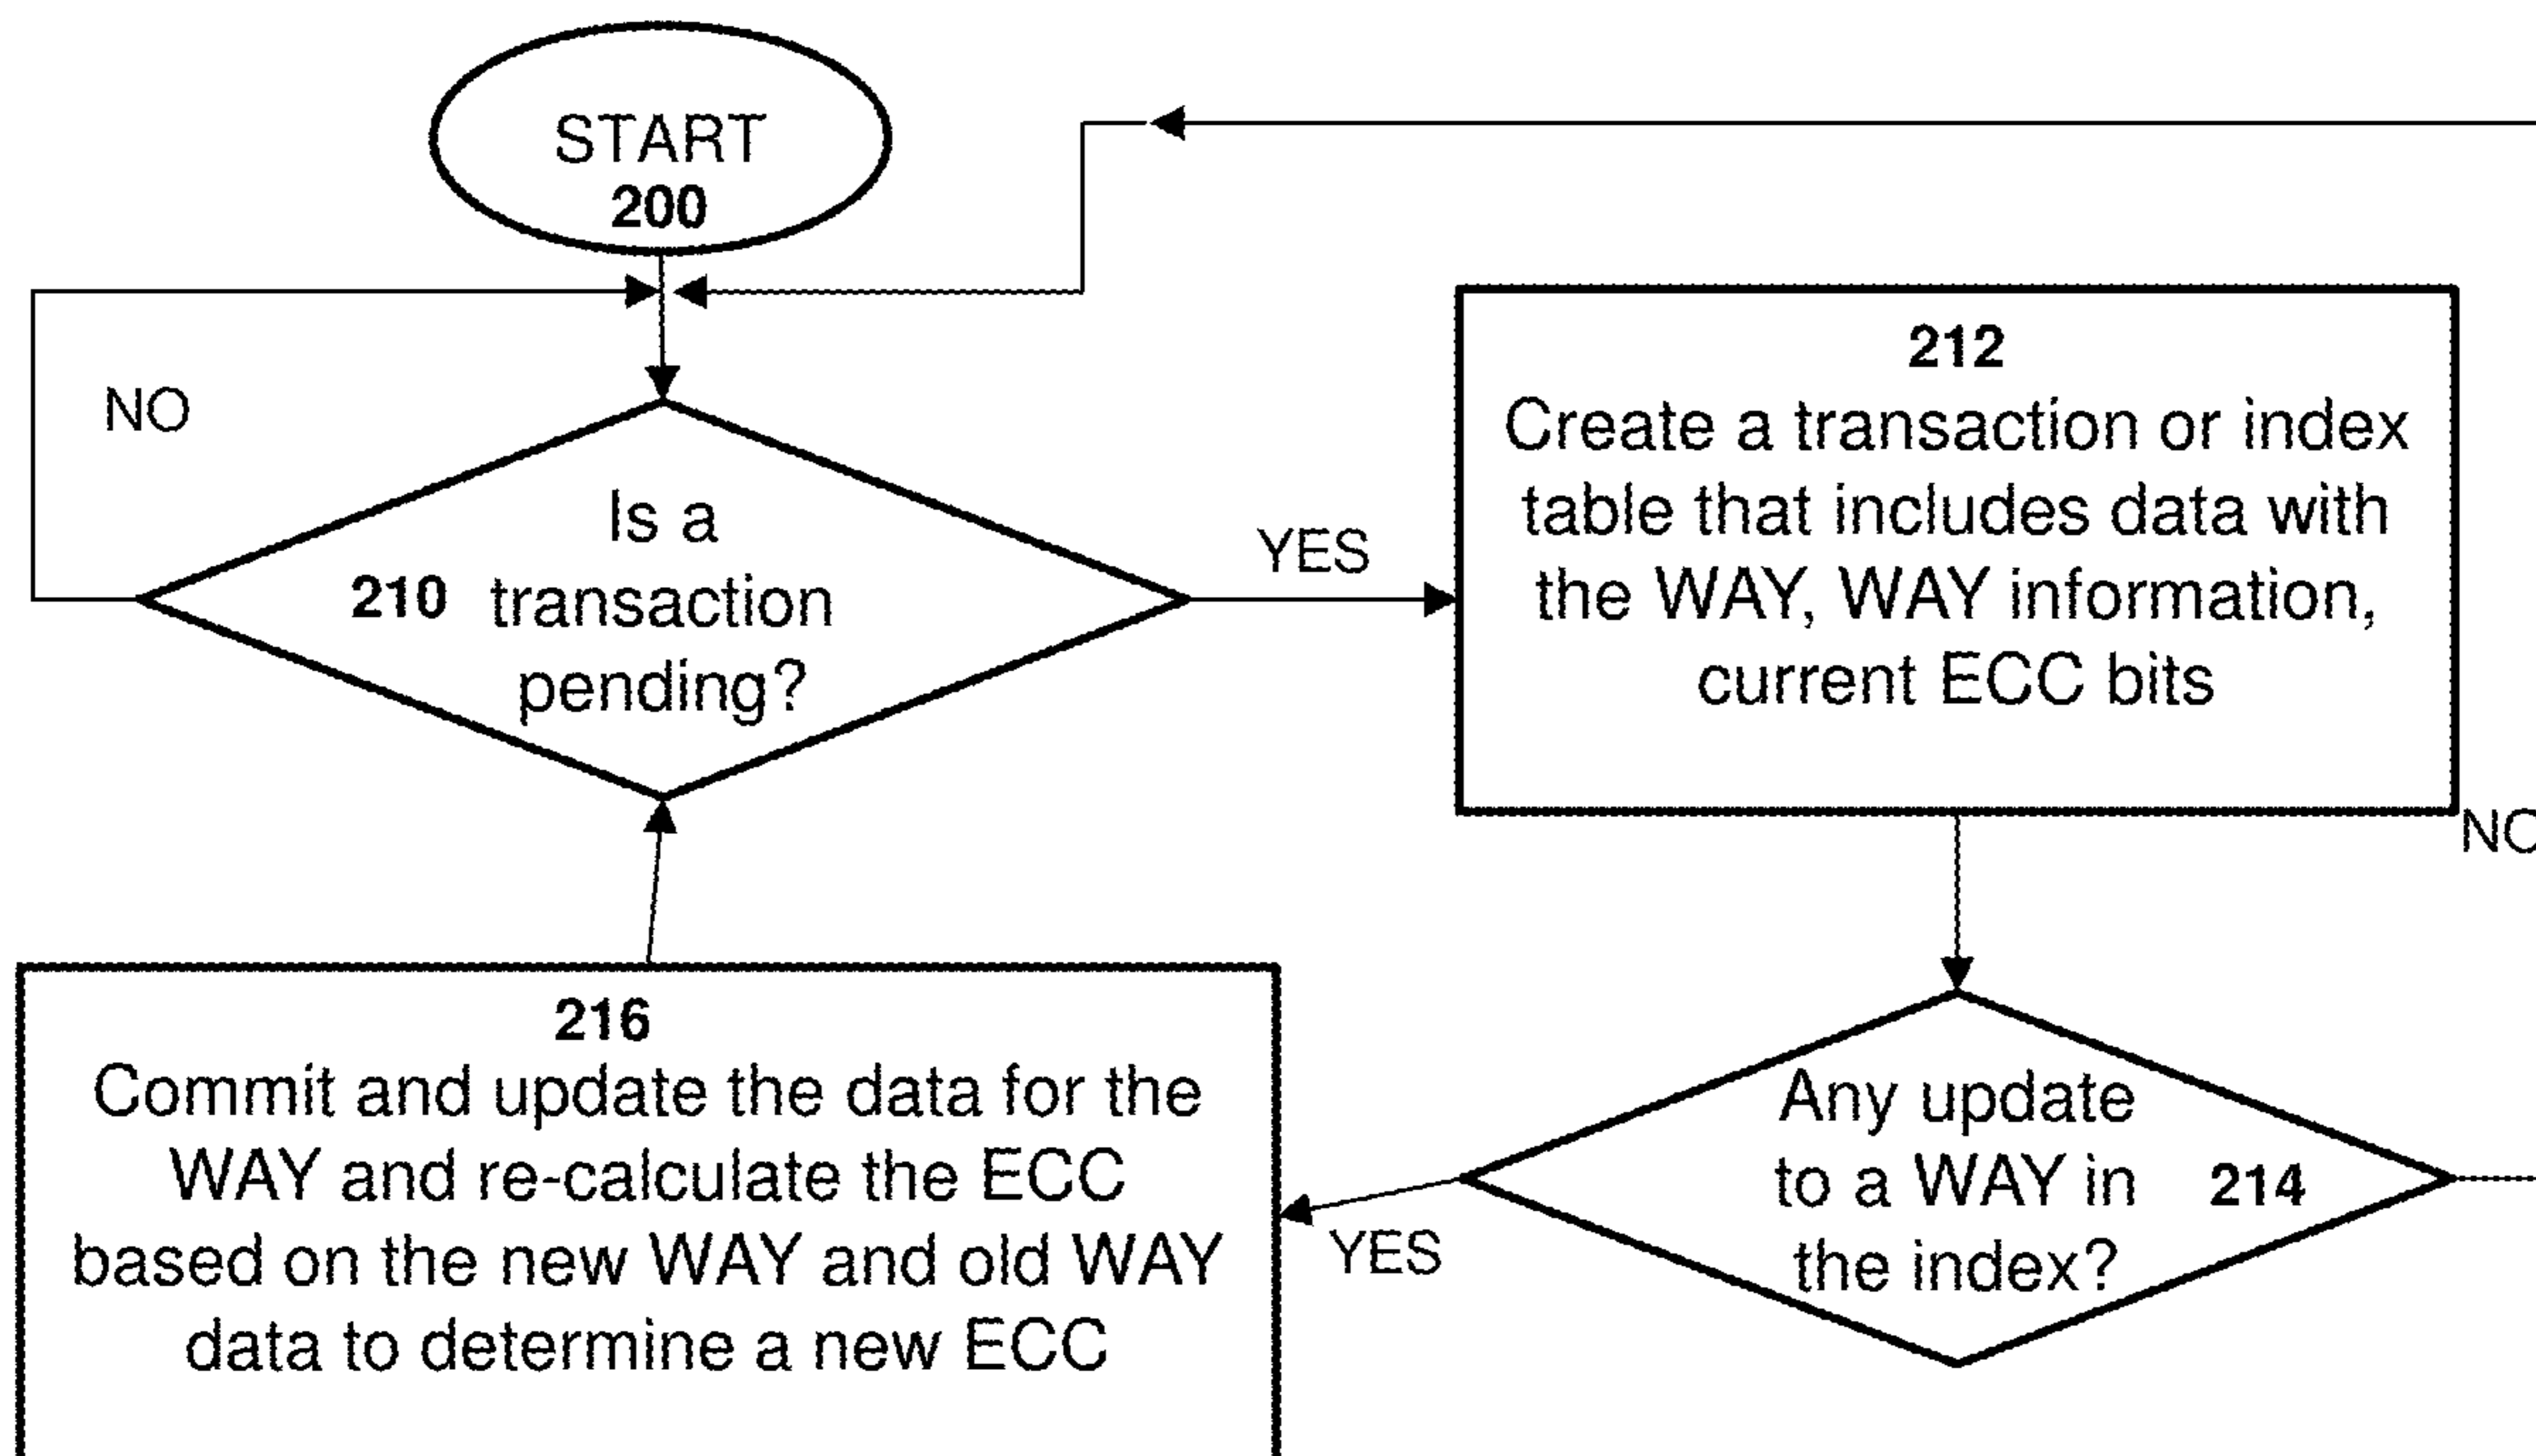 START
200
NO
Is a
210 transaction
pending?
YES
212
Create a transaction or index
table that includes data with
the WAY, WAY information,
current ECC bits
NO
216
Commit and update the data for the
WAY and re-calculate the ECC
based on the new WAY and old WAY
data to determine a new ECC
YES
Any update
to a WAY in 214
the index?